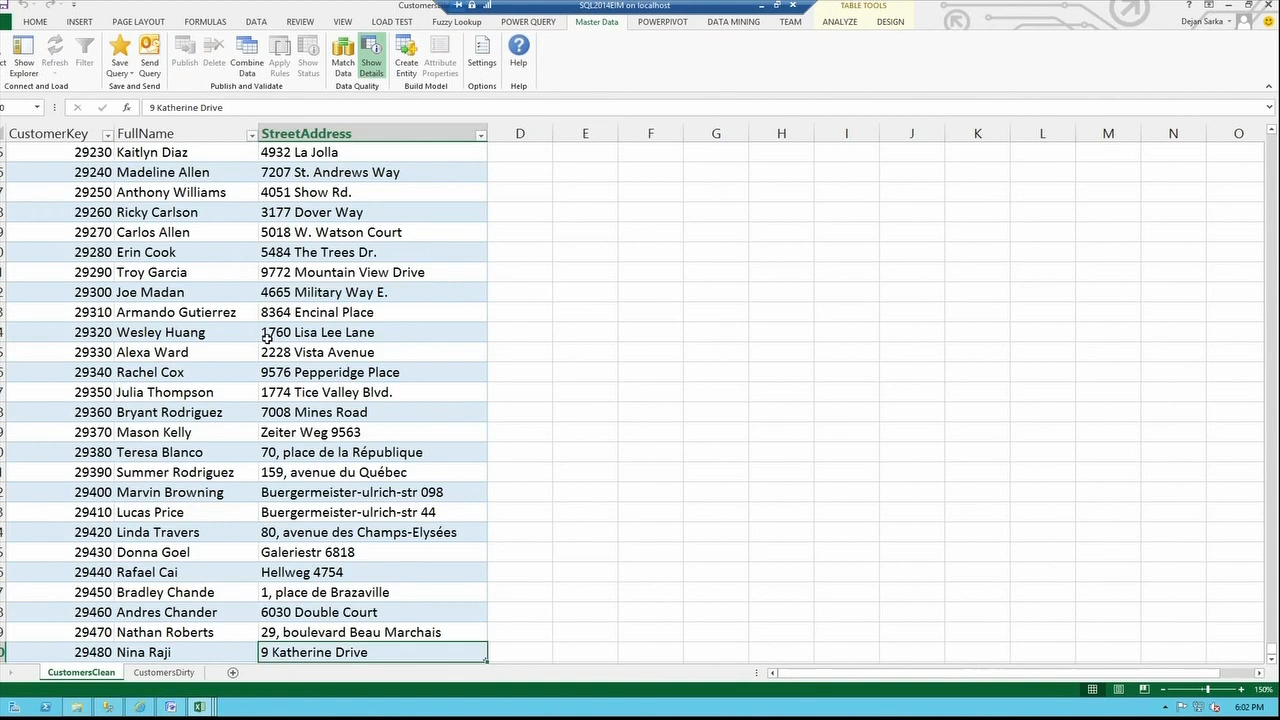 Customers
SQL2014EIM on localhost
TABLE TOOLS
HOME INSERT PAGE LAYOUT FORMULAS DATA REVIEW VIEW LOAD TEST Fuzzy Lookup POWER QUERY Master Data POWERPIVOT DATA MINING TEAM ANALYZE DESIGN Dejan Sarka
Show Explorer
Refresh
Filter
Save Query
Send Query
Publish
Delete
Combine Data
Apply Rules
Show Status
Match Data
Show Details
Create Entity
Attribute Properties
Settings
Help
Connect and Load Save and Send Publish and Validate Data Quality Build Model Options Help
fx 9 Katherine Drive
CustomerKey FullName StreetAddress D E F G H I J K L M N O
29230 Kaitlyn Diaz 4932 La Jolla
29240 Madeline Allen 7207 St. Andrews Way
29250 Anthony Williams 4051 Show Rd.
29260 Ricky Carlson 3177 Dover Way
29270 Carlos Allen 5018 W. Watson Court
29280 Erin Cook 5484 The Trees Dr.
29290 Troy Garcia 9772 Mountain View Drive
29300 Joe Madan 4665 Military Way E.
29310 Armando Gutierrez 8364 Encinal Place
29320 Wesley Huang 1760 Lisa Lee Lane
29330 Alexa Ward 2228 Vista Avenue
29340 Rachel Cox 9576 Pepperidge Place
29350 Julia Thompson 1774 Tice Valley Blvd.
29360 Bryant Rodriguez 7008 Mines Road
29370 Mason Kelly Zeiter Weg 9563
29380 Teresa Blanco 70, place de la République
29390 Summer Rodriguez 159, avenue du Québec
29400 Marvin Browning Buergermeister-ulrich-str 098
29410 Lucas Price Buergermeister-ulrich-str 44
29420 Linda Travers 80, avenue des Champs-Elysées
29430 Donna Goel Galeriestr 6818
29440 Rafael Cai Hellweg 4754
29450 Bradley Chande 1, place de Brazaville
29460 Andres Chander 6030 Double Court
29470 Nathan Roberts 29, boulevard Beau Marchais
29480 Nina Raji 9 Katherine Drive
CustomersClean CustomersDirty
150%
6:02 PM